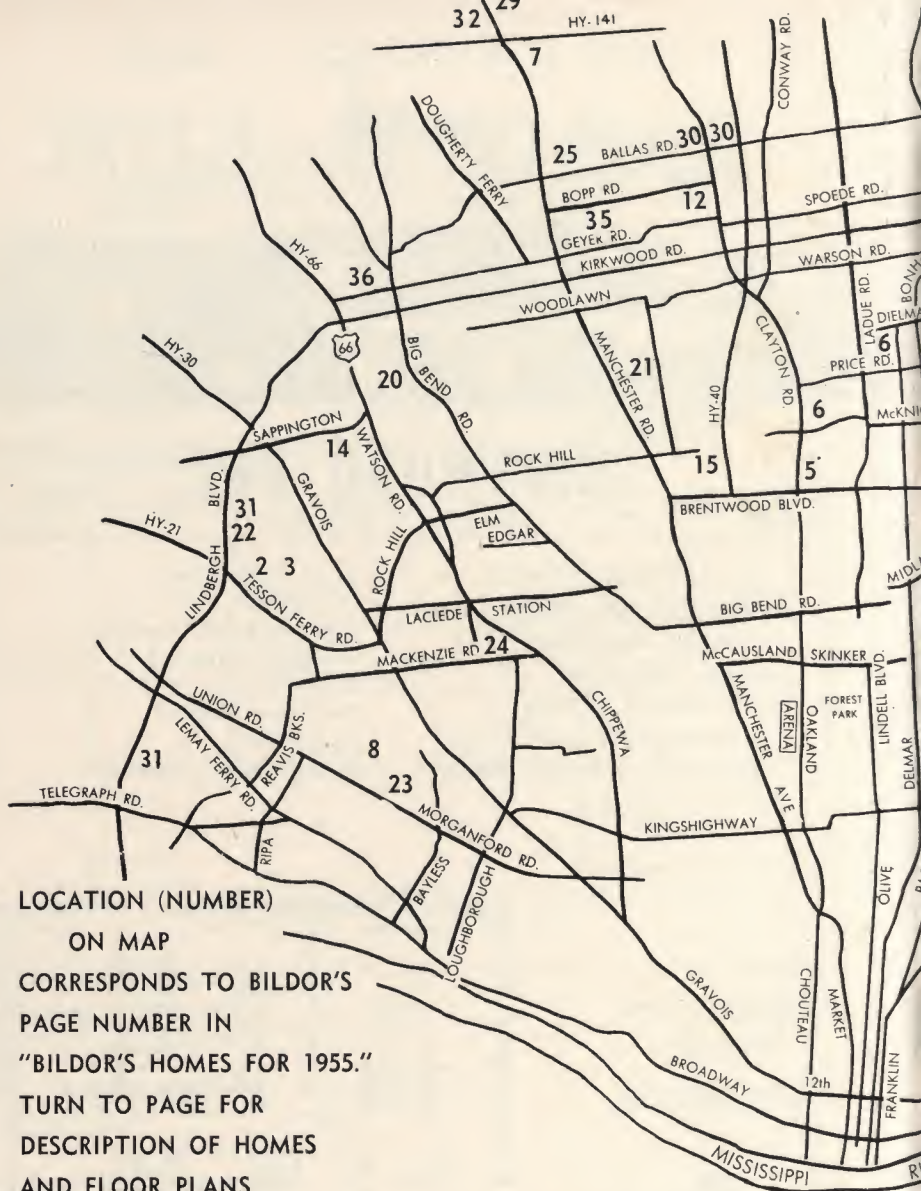 32
29
HY-141
7
CONWAY RD.
DOUGHERTY FERRY
25
BALLAS RD.
30
30
BOPP RD.
12
SPOEDE RD.
35
GEYER RD.
KIRKWOOD RD.
WARSON RD.
HY-66
36
WOODLAWN
LADUE RD.
DIELMA
6
HY-30
66
BIG BEND RD.
20
MANCHESTER RD.
21
HY-40
CLAYTON RD.
PRICE RD.
6
McKNI
SAPPINGTON
14
WATSON RD.
ROCK HILL
15
5
BRENTWOOD BLVD.
GRAVOIS
LINDBERGH BLVD.
31
22
HY-21
2 3
ROCK HILL
ELM
EDGAR
TESSON FERRY RD.
LACLEDE STATION
BIG BEND RD.
MACKENZIE RD
24
McCAUSLAND
SKINKER
UNION RD.
LEMAY FERRY RD.
REAVIS BKS.
8
23
CHIPPEWA
MANCHESTER AVE
ARENA
OAKLAND
FOREST
PARK
LINDELL BLVD.
DELMAR
31
TELEGRAPH RD.
RIPA
MORGANFORD RD.
KINGSHIGHWAY
BAYLESS
LOUGHBOROUGH
OLIVE
GRAVOIS
CHOUTEAU
MARKET
BROADWAY
12th
FRANKLIN
MISSISSIPPI
LOCATION (NUMBER)
ON MAP
CORRESPONDS TO BILDOR'S
PAGE NUMBER IN
"BILDOR'S HOMES FOR 1955."
TURN TO PAGE FOR
DESCRIPTION OF HOMES
AND FLOOR PLANS